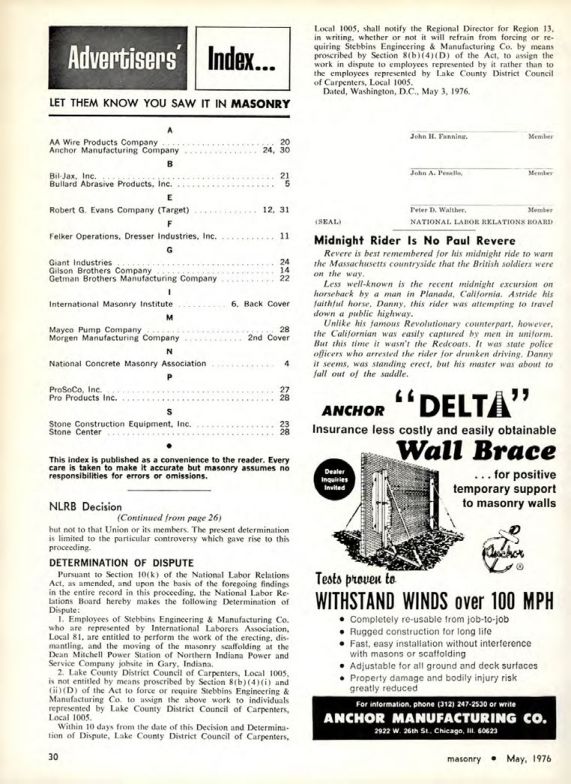 Advertisers' Index...
LET THEM KNOW YOU SAW IT IN MASONRY
A
AA Wire Products Company . . . . . . . . . . . . . . . . . . . . . . 20
Anchor Manufacturing Company . . . . . . . . . . . . . . 24, 30
B
Bil-Jax, Inc. . . . . . . . . . . . . . . . . . . . . . . . . . . . . . . . . . . 21
Bullard Abrasive Products, Inc. . . . . . . . . . . . . . . . . . . . 5
E
Robert G. Evans Company (Target) . . . . . . . . . . . . 12, 31
F
Felker Operations, Dresser Industries, Inc. . . . . . . . . . . . 11
G
Giant Industries . . . . . . . . . . . . . . . . . . . . . . . . . . . . . . . 24
Gilson Brothers Company . . . . . . . . . . . . . . . . . . . . . . . 14
Getman Brothers Manufacturing Company . . . . . . . . . . . 22
I
International Masonry Institute . . . . . . . . . 6, Back Cover
M
Mayco Pump Company . . . . . . . . . . . . . . . . . . . . . . . . . 28
Morgen Manufacturing Company . . . . . . . . . . . 2nd Cover
N
National Concrete Masonry Association . . . . . . . . . . . . 4
P
ProSoCo, Inc. . . . . . . . . . . . . . . . . . . . . . . . . . . . . . . . . . 27
Pro Products Inc. . . . . . . . . . . . . . . . . . . . . . . . . . . . . . . 28
S
Stone Construction Equipment, Inc. . . . . . . . . . . . . . . . 23
Stone Center . . . . . . . . . . . . . . . . . . . . . . . . . . . . . . . . . 28
•
This index is published as a convenience to the reader. Every
care is taken to make it accurate but masonry assumes no
responsibilities for errors or omissions.
NLRB Decision
(Continued from page 26)
but not to that Union or its members. The present determination
is limited to the particular controversy which gave rise to this
proceeding.
DETERMINATION OF DISPUTE
Pursuant to Section 10(k) of the National Labor Relations
Act, as amended, and upon the basis of the foregoing findings
in the entire record in this proceeding, the National Labor Re-
lations Board hereby makes the following Determination of
Dispute:
1. Employees of Stebbins Engineering & Manufacturing Co.
who are represented by International Laborers Association,
Local 81, are entitled to perform the work of the erecting, dis-
mantling, and the moving of the masonry scaffolding at the
Dean Mitchell Power Station of Northern Indiana Power and
Service Company jobsite in Gary, Indiana.
2. Lake County District Council of Carpenters, Local 1005,
is not entitled by means proscribed by Section 8(b)(4)(i) and
(ii)(D) of the Act to force or require Stebbins Engineering &
Manufacturing Co. to assign the above work to individuals
represented by Lake County District Council of Carpenters,
Local 1005.
Within 10 days from the date of this Decision and Determina-
tion of Dispute, Lake County District Council of Carpenters,
Local 1005, shall notify the Regional Director for Region 13,
in writing, whether or not it will refrain from forcing or re-
quiring Stebbins Engineering & Manufacturing Co. by means
proscribed by Section 8(b)(4)(D) of the Act, to assign the
work in dispute to employees represented by it rather than to
the employees represented by Lake County District Council
of Carpenters, Local 1005.
Dated, Washington, D.C., May 3, 1976.
John H. Fanning, Member
John A. Penello, Member
Peter D. Walther, Member
(SEAL) NATIONAL LABOR RELATIONS BOARD
Midnight Rider Is No Paul Revere
Revere is best remembered for his midnight ride to warn
the Massachusetts countryside that the British soldiers were
on the way.
Less well-known is the recent midnight excursion on
horseback by a man in Planada, California. Astride his
faithful horse, Danny, this rider was attempting to travel
down a public highway.
Unlike his famous Revolutionary counterpart, however,
the Californian was easily captured by men in uniform.
But this time it wasn't the Redcoats. It was state police
officers who arrested the rider for drunken driving. Danny
it seems, was standing erect, but his master was about to
fall out of the saddle.
ANCHOR "DELTA"
Insurance less costly and easily obtainable
Wall Brace
Dealer
Inquiries
Invited
. . . for positive
temporary support
to masonry walls
Anchor ®
Tests proven to
WITHSTAND WINDS over 100 MPH
• Completely re-usable from job-to-job
• Rugged construction for long life
• Fast, easy installation without interference
with masons or scaffolding
• Adjustable for all ground and deck surfaces
• Property damage and bodily injury risk
greatly reduced
For information, phone (312) 247-2530 or write
ANCHOR MANUFACTURING CO.
2922 W. 26th St., Chicago, Ill. 60623
30
masonry • May, 1976